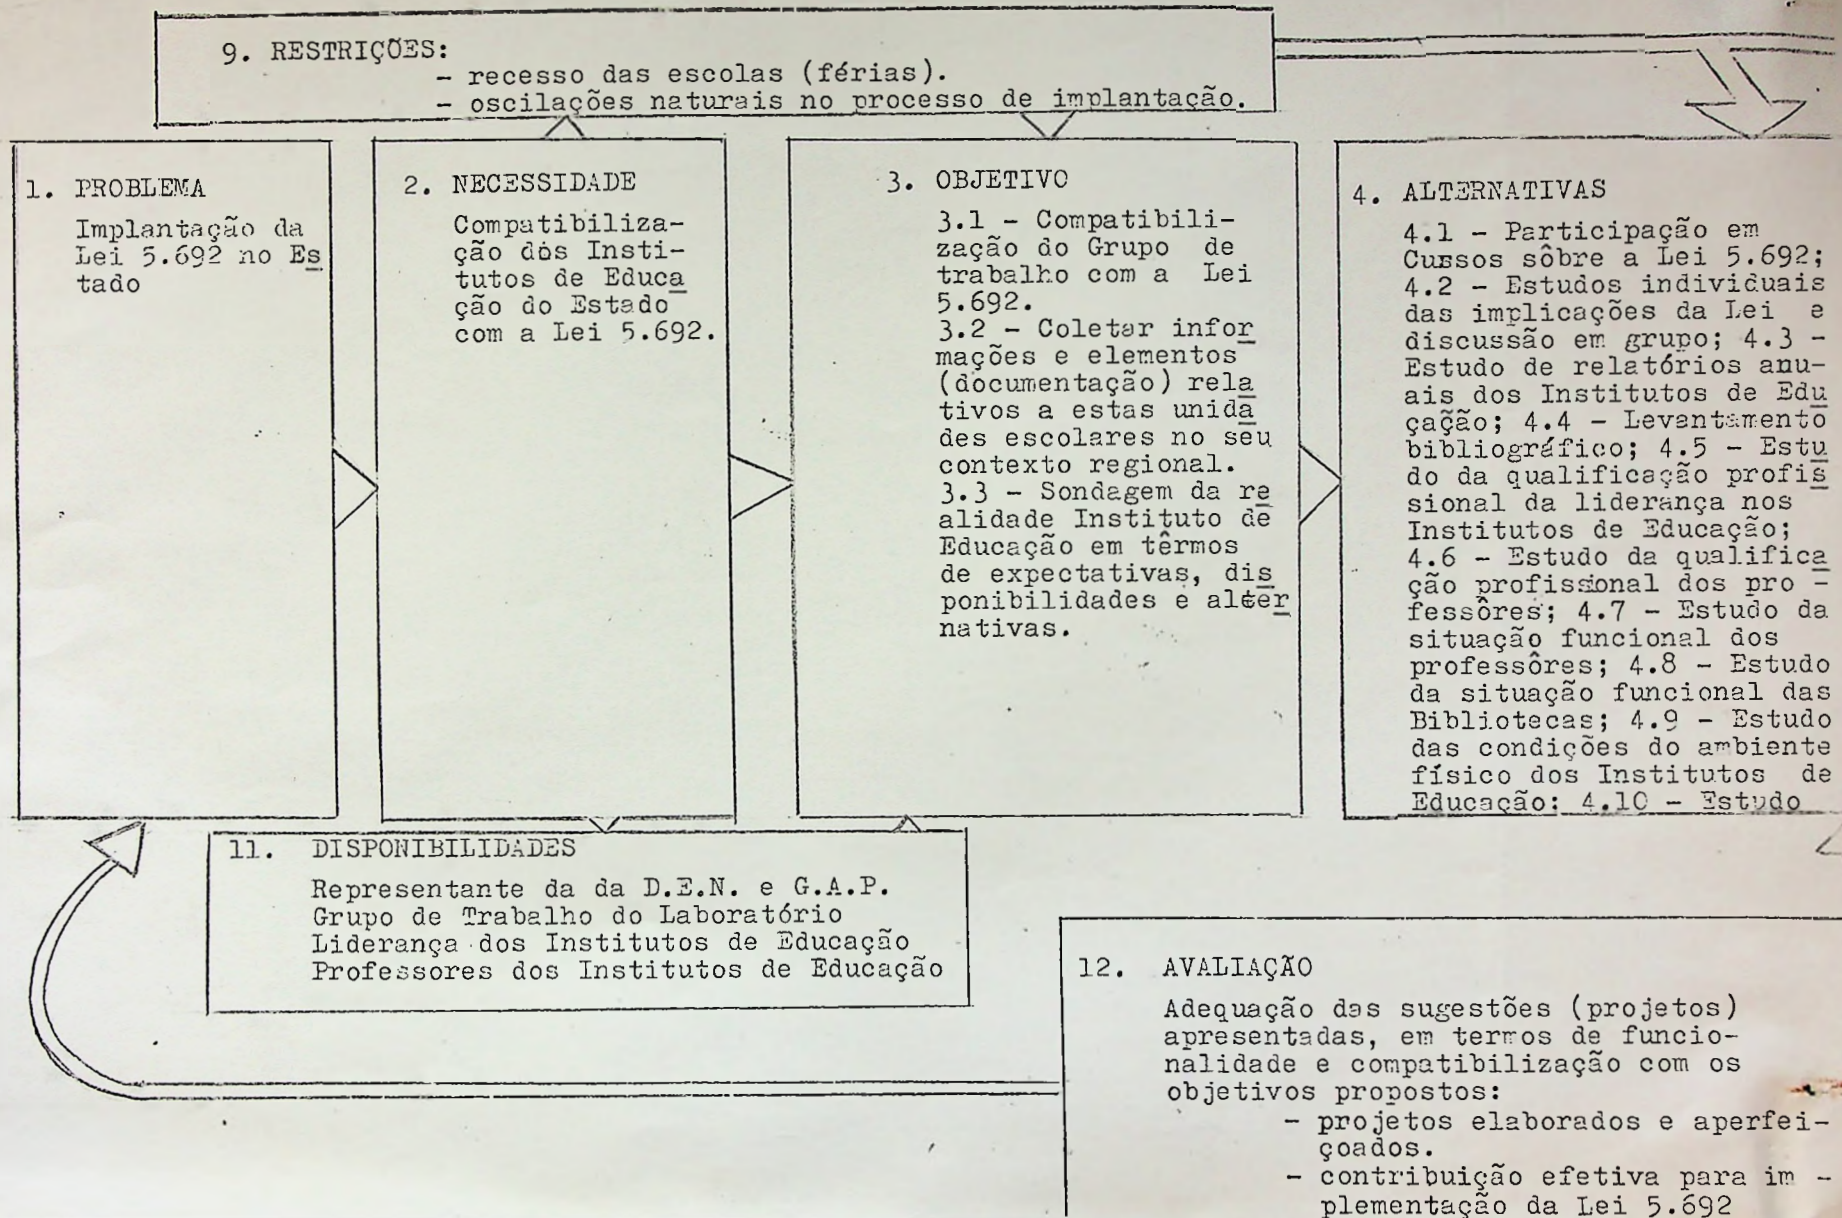 9. RESTRIÇÕES:
- recesso das escolas (férias).
- oscilações naturais no processo de implantação.
1. PROBLEMA
Implantação da
Lei 5.692 no Es
tado
2. NECESSIDADE
Compatibiliza-
ção dos Insti-
tutos de Educa
ção do Estado
com a Lei 5.692.
3. OBJETIVO
3.1 - Compatibili-
zação do Grupo de
trabalho com a Lei
5.692.
3.2 - Coletar infor
mações e elementos
(documentação) rela
tivos a estas unida
des escolares no seu
contexto regional.
3.3 - Sondagem da re
alidade Instituto de
Educação em têrmos
de expectativas, dis
ponibilidades e alter
nativas.
4. ALTERNATIVAS
4.1 - Participação em
Cursos sôbre a Lei 5.692;
4.2 - Estudos individuais
das implicações da Lei e
discussão em grupo; 4.3 -
Estudo de relatórios anu-
ais dos Institutos de Edu
çação; 4.4 - Levantamento
bibliográfico; 4.5 - Estu
do da qualificação profis
sional da liderança nos
Institutos de Educação;
4.6 - Estudo da qualifica
ção profissional dos pro -
fessôres; 4.7 - Estudo da
situação funcional dos
professôres; 4.8 - Estudo
da situação funcional das
Bibliotecas; 4.9 - Estudo
das condições do ambiente
físico dos Institutos de
Educação: 4.10 - Estudo
11. DISPONIBILIDADES
Representante da da D.E.N. e G.A.P.
Grupo de Trabalho do Laboratório
Liderança dos Institutos de Educação
Professores dos Institutos de Educação
12. AVALIAÇÃO
Adequação das sugestões (projetos)
apresentadas, em termos de funcio-
nalidade e compatibilização com os
objetivos propostos:
- projetos elaborados e aperfei-
çoados.
- contribuição efetiva para im -
plementação da Lei 5.692